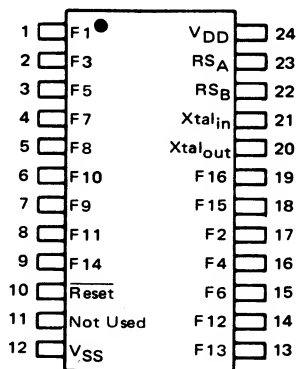 1 F1 VDD 24
2 F3 RSA 23
3 F5 RSB 22
4 F7 Xtalin 21
5 F8 Xtalout 20
6 F10 F16 19
7 F9 F15 18
8 F11 F2 17
9 F14 F4 16
10 Reset F6 15
11 Not Used F12 14
12 VSS F13 13